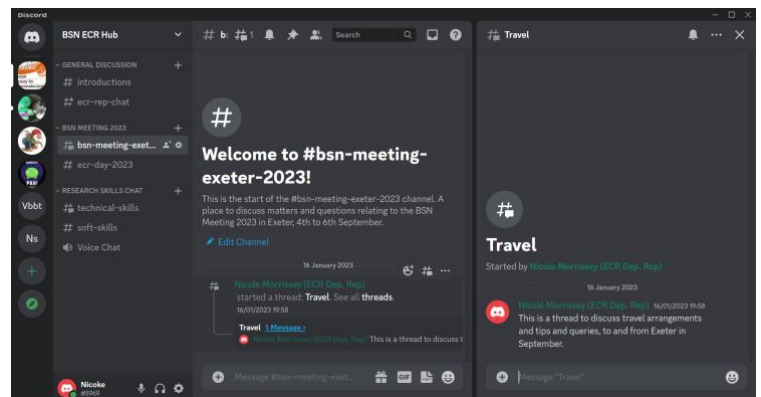 Discord
BSN ECR Hub
GENERAL DISCUSSION
introductions
ecr-rep-chat
BSN MEETING 2023
bsn-meeting-exet...
ecr-day-2023
RESEARCH SKILLS CHAT
technical-skills
soft-skills
Voice Chat
Vbbt
Ns
Nicoke
#8969
Search
Welcome to #bsn-meeting-
exeter-2023!
This is the start of the #bsn-meeting-exeter-2023 channel. A
place to discuss matters and questions relating to the BSN
Meeting 2023 in Exeter, 4th to 6th September.
Edit Channel
16 January 2023
Nicole Morrissey (ECR Dep. Rep)
started a thread: Travel. See all threads.
16/01/2023 19:58
Travel 1 Message ›
Nicole Morrissey (ECR Dep. Rep) This is a thread to discuss t
Message #bsn-meeting-exet...
GIF
Travel
Travel
Started by Nicole Morrissey (ECR Dep. Rep)
16 January 2023
Nicole Morrissey (ECR Dep. Rep) 16/01/2023 19:58
This is a thread to discuss travel arrangements
and tips and queries, to and from Exeter in
September.
Message "Travel"